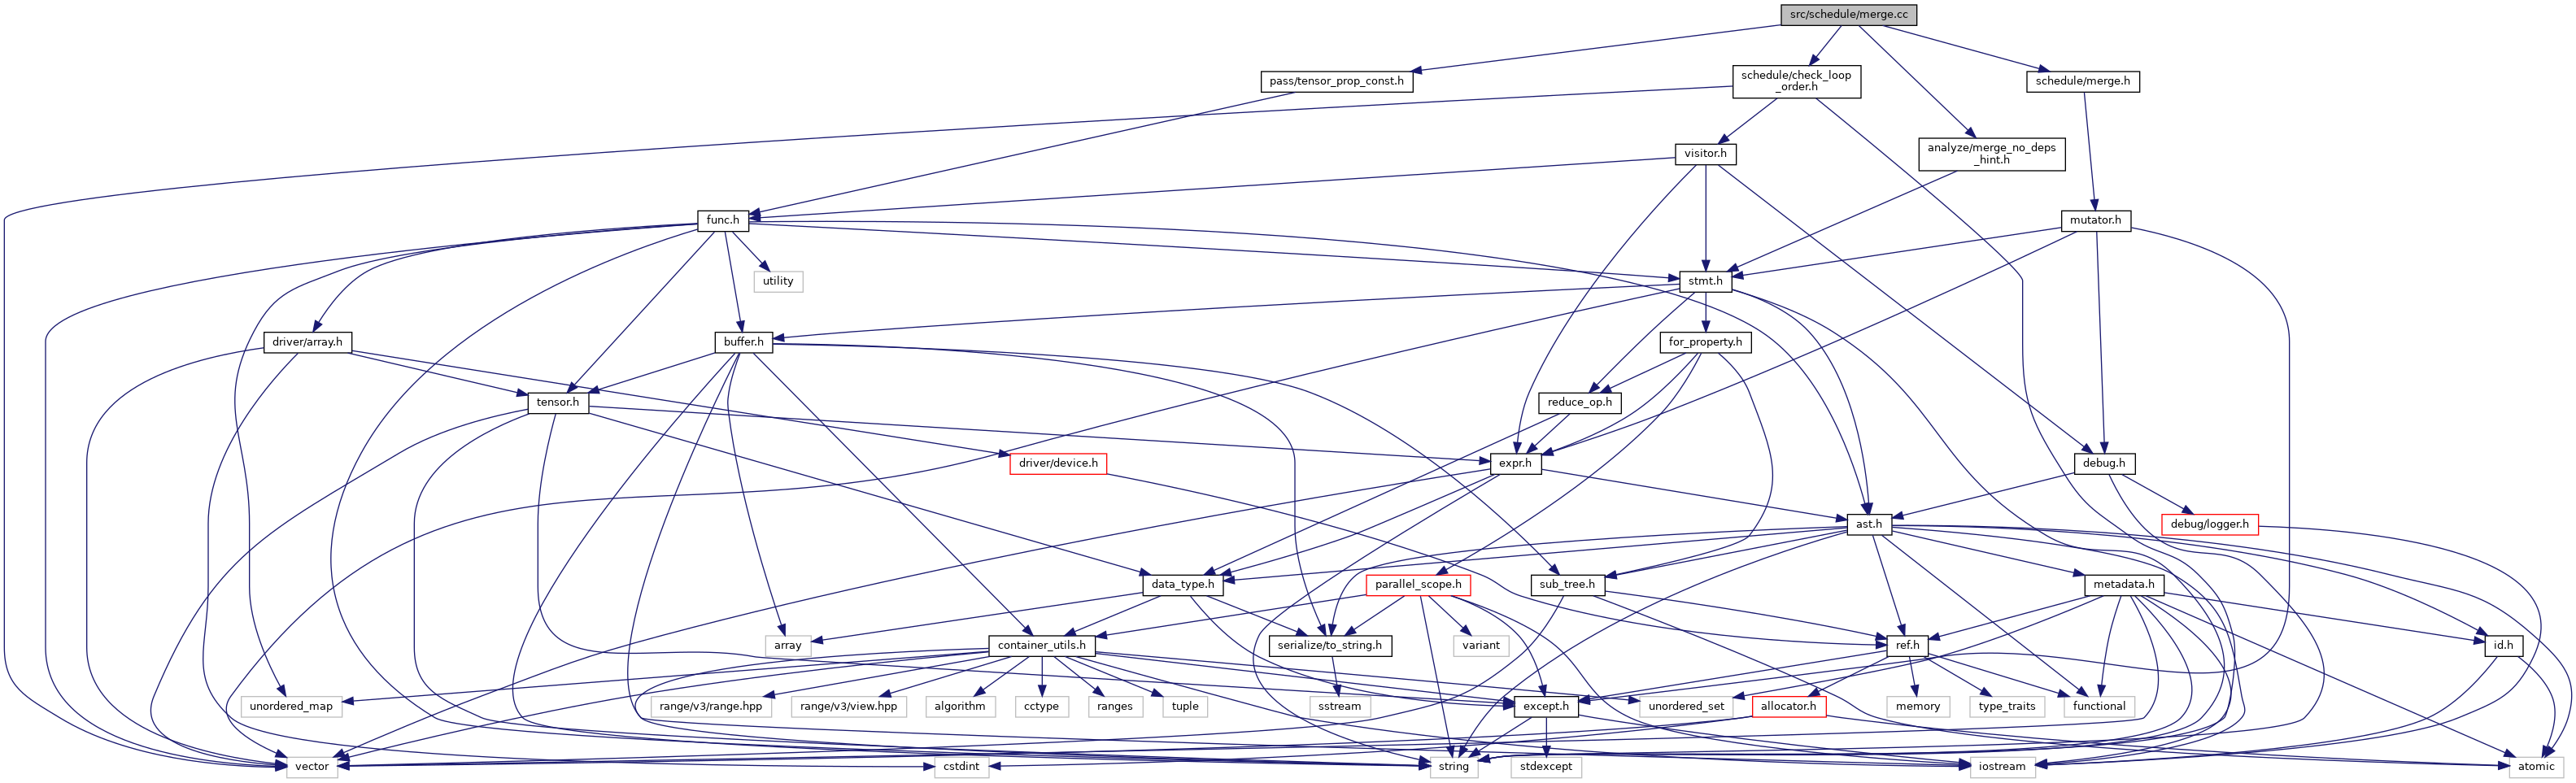 src/schedule/merge.cc
pass/tensor_prop_const.h
schedule/check_loop
_order.h
schedule/merge.h
visitor.h
analyze/merge_no_deps
_hint.h
func.h
mutator.h
utility
stmt.h
driver/array.h
buffer.h
for_property.h
tensor.h
reduce_op.h
driver/device.h
expr.h
debug.h
ast.h
debug/logger.h
data_type.h
parallel_scope.h
sub_tree.h
metadata.h
array
container_utils.h
serialize/to_string.h
variant
ref.h
id.h
unordered_map
range/v3/range.hpp
range/v3/view.hpp
algorithm
cctype
ranges
tuple
sstream
except.h
unordered_set
allocator.h
memory
type_traits
functional
vector
cstdint
string
stdexcept
iostream
atomic